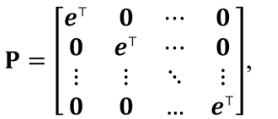 P = [ e^⊤ 0 ⋯ 0
0 e^⊤ ⋯ 0
⋮ ⋮ ⋱ ⋮
0 0 ... e^⊤ ],